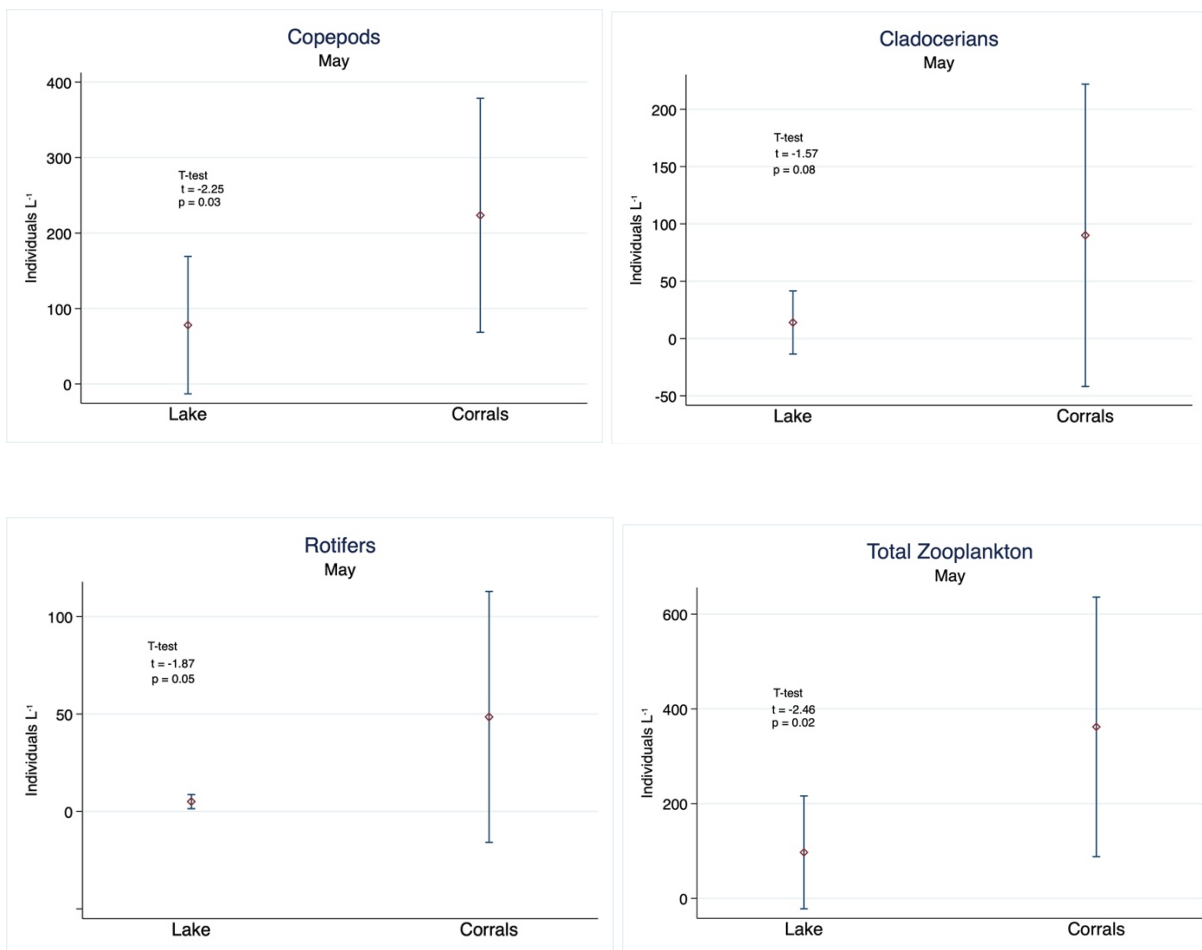 Copepods
May
400
300
200
100
0
Individuals L⁻¹
T-test
t = -2.25
p = 0.03
Lake
Corrals
Cladocerians
May
200
150
100
50
0
-50
Individuals L⁻¹
T-test
t = -1.57
p = 0.08
Lake
Corrals
Rotifers
May
100
50
0
Individuals L⁻¹
T-test
t = -1.87
p = 0.05
Lake
Corrals
Total Zooplankton
May
600
400
200
0
Individuals L⁻¹
T-test
t = -2.46
p = 0.02
Lake
Corrals